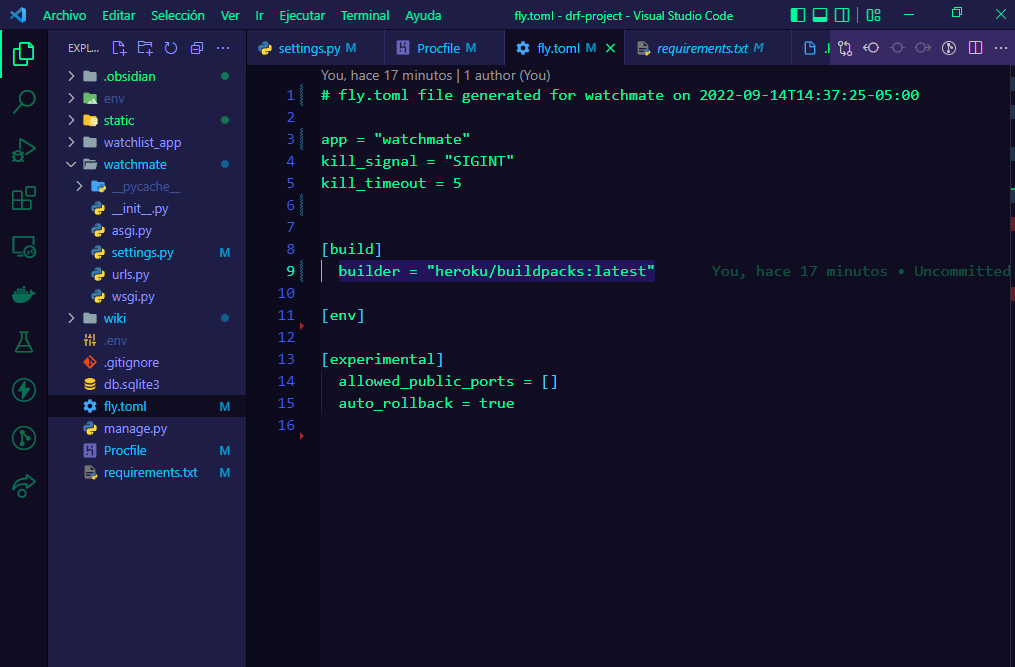 Archivo Editar Selección Ver Ir Ejecutar Terminal Ayuda fly.toml - drf-project - Visual Studio Code
EXPL...
settings.py M Procfile M fly.toml M requirements.txt M
.obsidian
env
static
watchlist_app
watchmate
__pycache__
__init__.py
asgi.py
settings.py M
urls.py
wsgi.py
wiki
.env
.gitignore
db.sqlite3
fly.toml M
manage.py
Procfile M
requirements.txt M
You, hace 17 minutos | 1 author (You)
1 # fly.toml file generated for watchmate on 2022-09-14T14:37:25-05:00
2
3 app = "watchmate"
4 kill_signal = "SIGINT"
5 kill_timeout = 5
6
7
8 [build]
9 builder = "heroku/buildpacks:latest" You, hace 17 minutos • Uncommitted
10
11 [env]
12
13 [experimental]
14 allowed_public_ports = []
15 auto_rollback = true
16